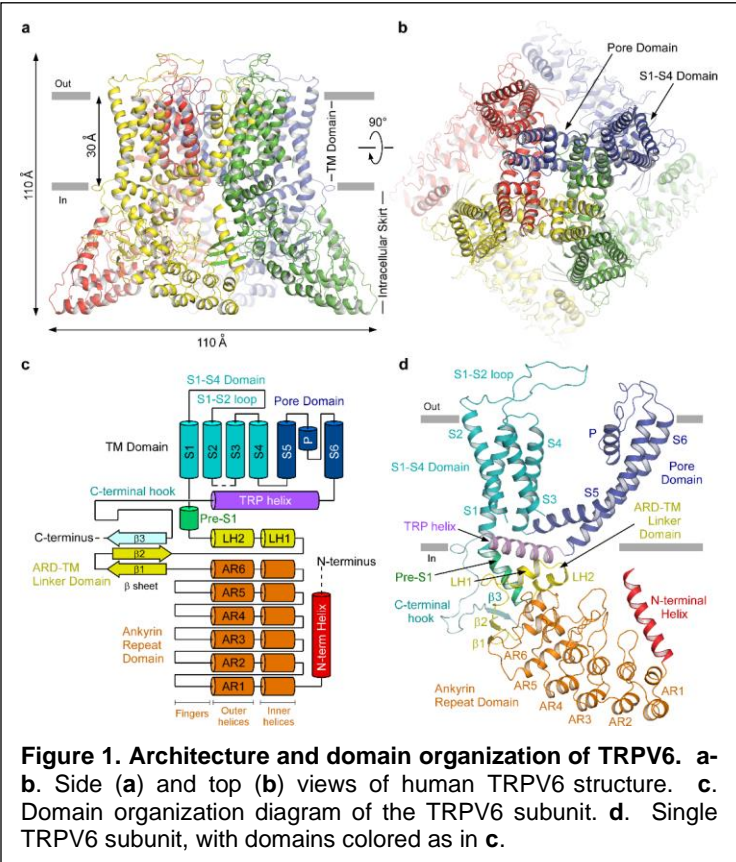 a
Out
In
30 Å
110 Å
110 Å
TM Domain
Intracellular Skirt
90°
b
Pore Domain
S1-S4 Domain
c
S1-S4 Domain
S1-S2 loop
Pore Domain
TM Domain
S1
S2
S3
S4
S5
P
S6
C-terminal hook
TRP helix
Pre-S1
C-terminus
β3
β2
β1
LH2
LH1
ARD-TM
Linker Domain
β sheet
N-terminus
AR6
AR5
AR4
AR3
AR2
AR1
Ankyrin
Repeat
Domain
N-term Helix
Fingers
Outer
helices
Inner
helices
d
S1-S2 loop
Out
S2
S4
P
S6
S1-S4 Domain
Pore
Domain
S1
S3
S5
TRP helix
ARD-TM
Linker
Domain
In
Pre-S1
LH1
LH2
C-terminal
hook
β3
β2
β1
N-terminal
Helix
AR6
AR5
AR4
AR3
AR2
AR1
Ankyrin
Repeat Domain
Figure 1. Architecture and domain organization of TRPV6. a-
b. Side (a) and top (b) views of human TRPV6 structure. c.
Domain organization diagram of the TRPV6 subunit. d. Single
TRPV6 subunit, with domains colored as in c.